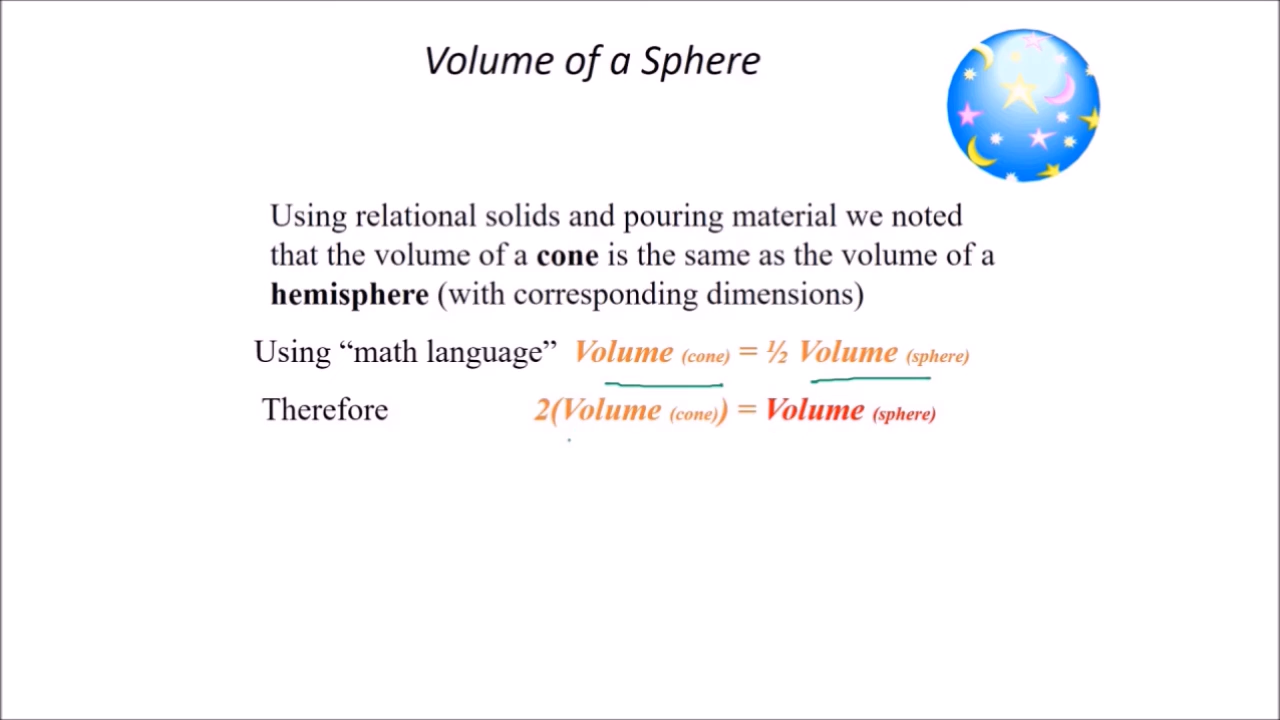 Volume of a Sphere
Using relational solids and pouring material we noted
that the volume of a cone is the same as the volume of a
hemisphere (with corresponding dimensions)
Using “math language” Volume (cone) = ½ Volume (sphere)
Therefore 2(Volume (cone)) = Volume (sphere)